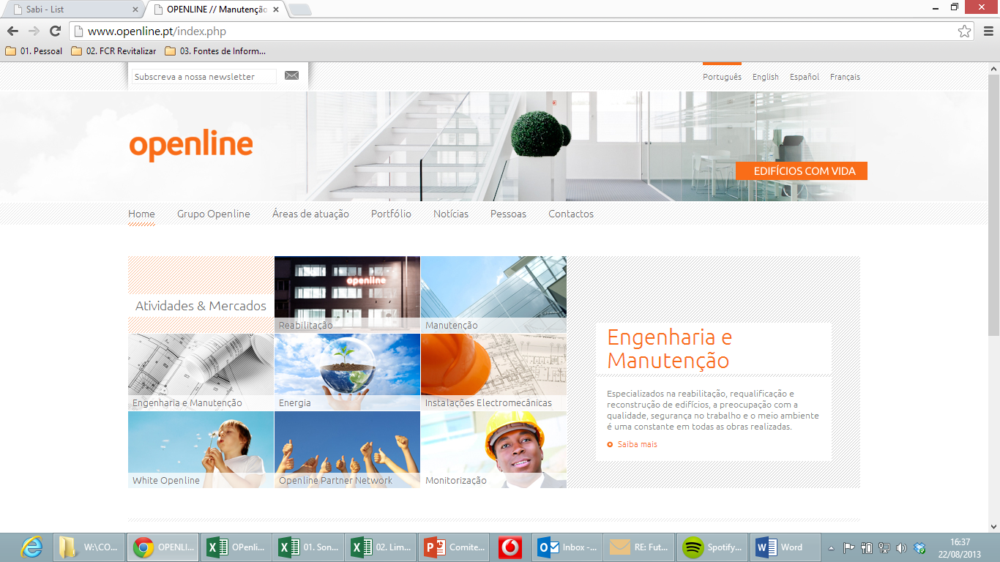 Sabi - List
OPENLINE // Manutenção
www.openline.pt/index.php
01. Pessoal
02. FCR Revitalizar
03. Fontes de Inform...
Subscreva a nossa newsletter
Português English Español Français
openline
EDIFÍCIOS COM VIDA
Home Grupo Openline Áreas de atuação Portfólio Notícias Pessoas Contactos
Atividades & Mercados
openline
Reabilitação
Manutenção
Engenharia e Manutenção
Energia
Instalações Electromecânicas
White Openline
Openline Partner Network
Monitorização
Engenharia e
Manutenção
Especializados na reabilitação, requalificação e
reconstrução de edifícios, a preocupação com a
qualidade, segurança no trabalho e o meio ambiente
é uma constante em todas as obras realizadas.
Saiba mais
W:\CO...
OPENLI...
OPenli...
01. Son...
02. Lim...
Comite...
Inbox -...
RE: Fut...
Spotify...
Word
16:37
22/08/2013